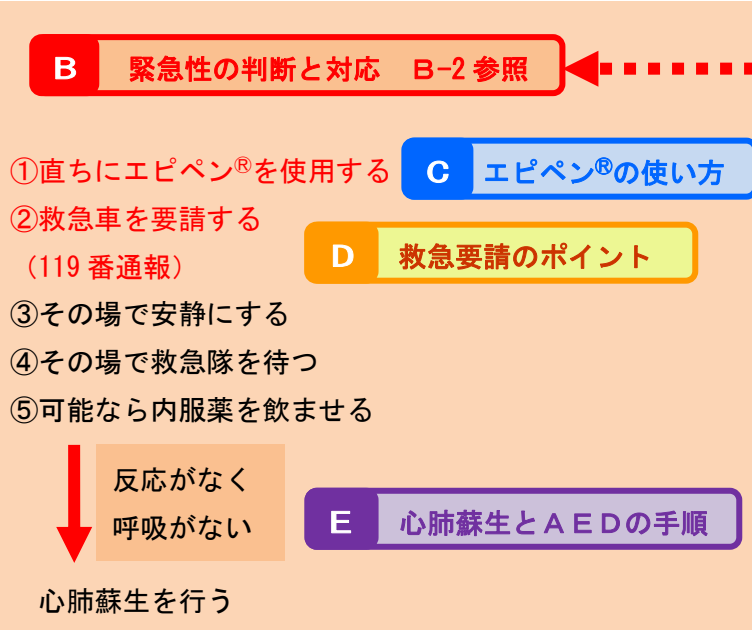 B 緊急性の判断と対応 B-2参照
①直ちにエピペン®を使用する
C エピペン®の使い方
②救急車を要請する
（119番通報）
D 救急要請のポイント
③その場で安静にする
④その場で救急隊を待つ
⑤可能なら内服薬を飲ませる
反応がなく
呼吸がない
E 心肺蘇生とＡＥＤの手順
心肺蘇生を行う